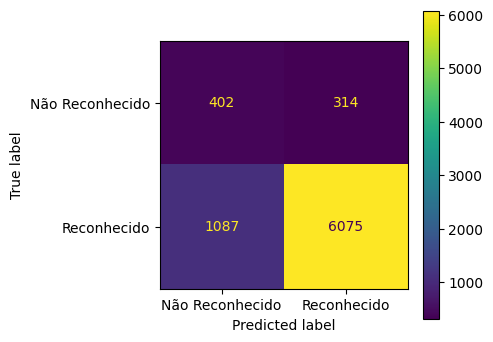 True label
Não Reconhecido
Reconhecido
402
314
1087
6075
Não Reconhecido
Reconhecido
Predicted label
6000
5000
4000
3000
2000
1000